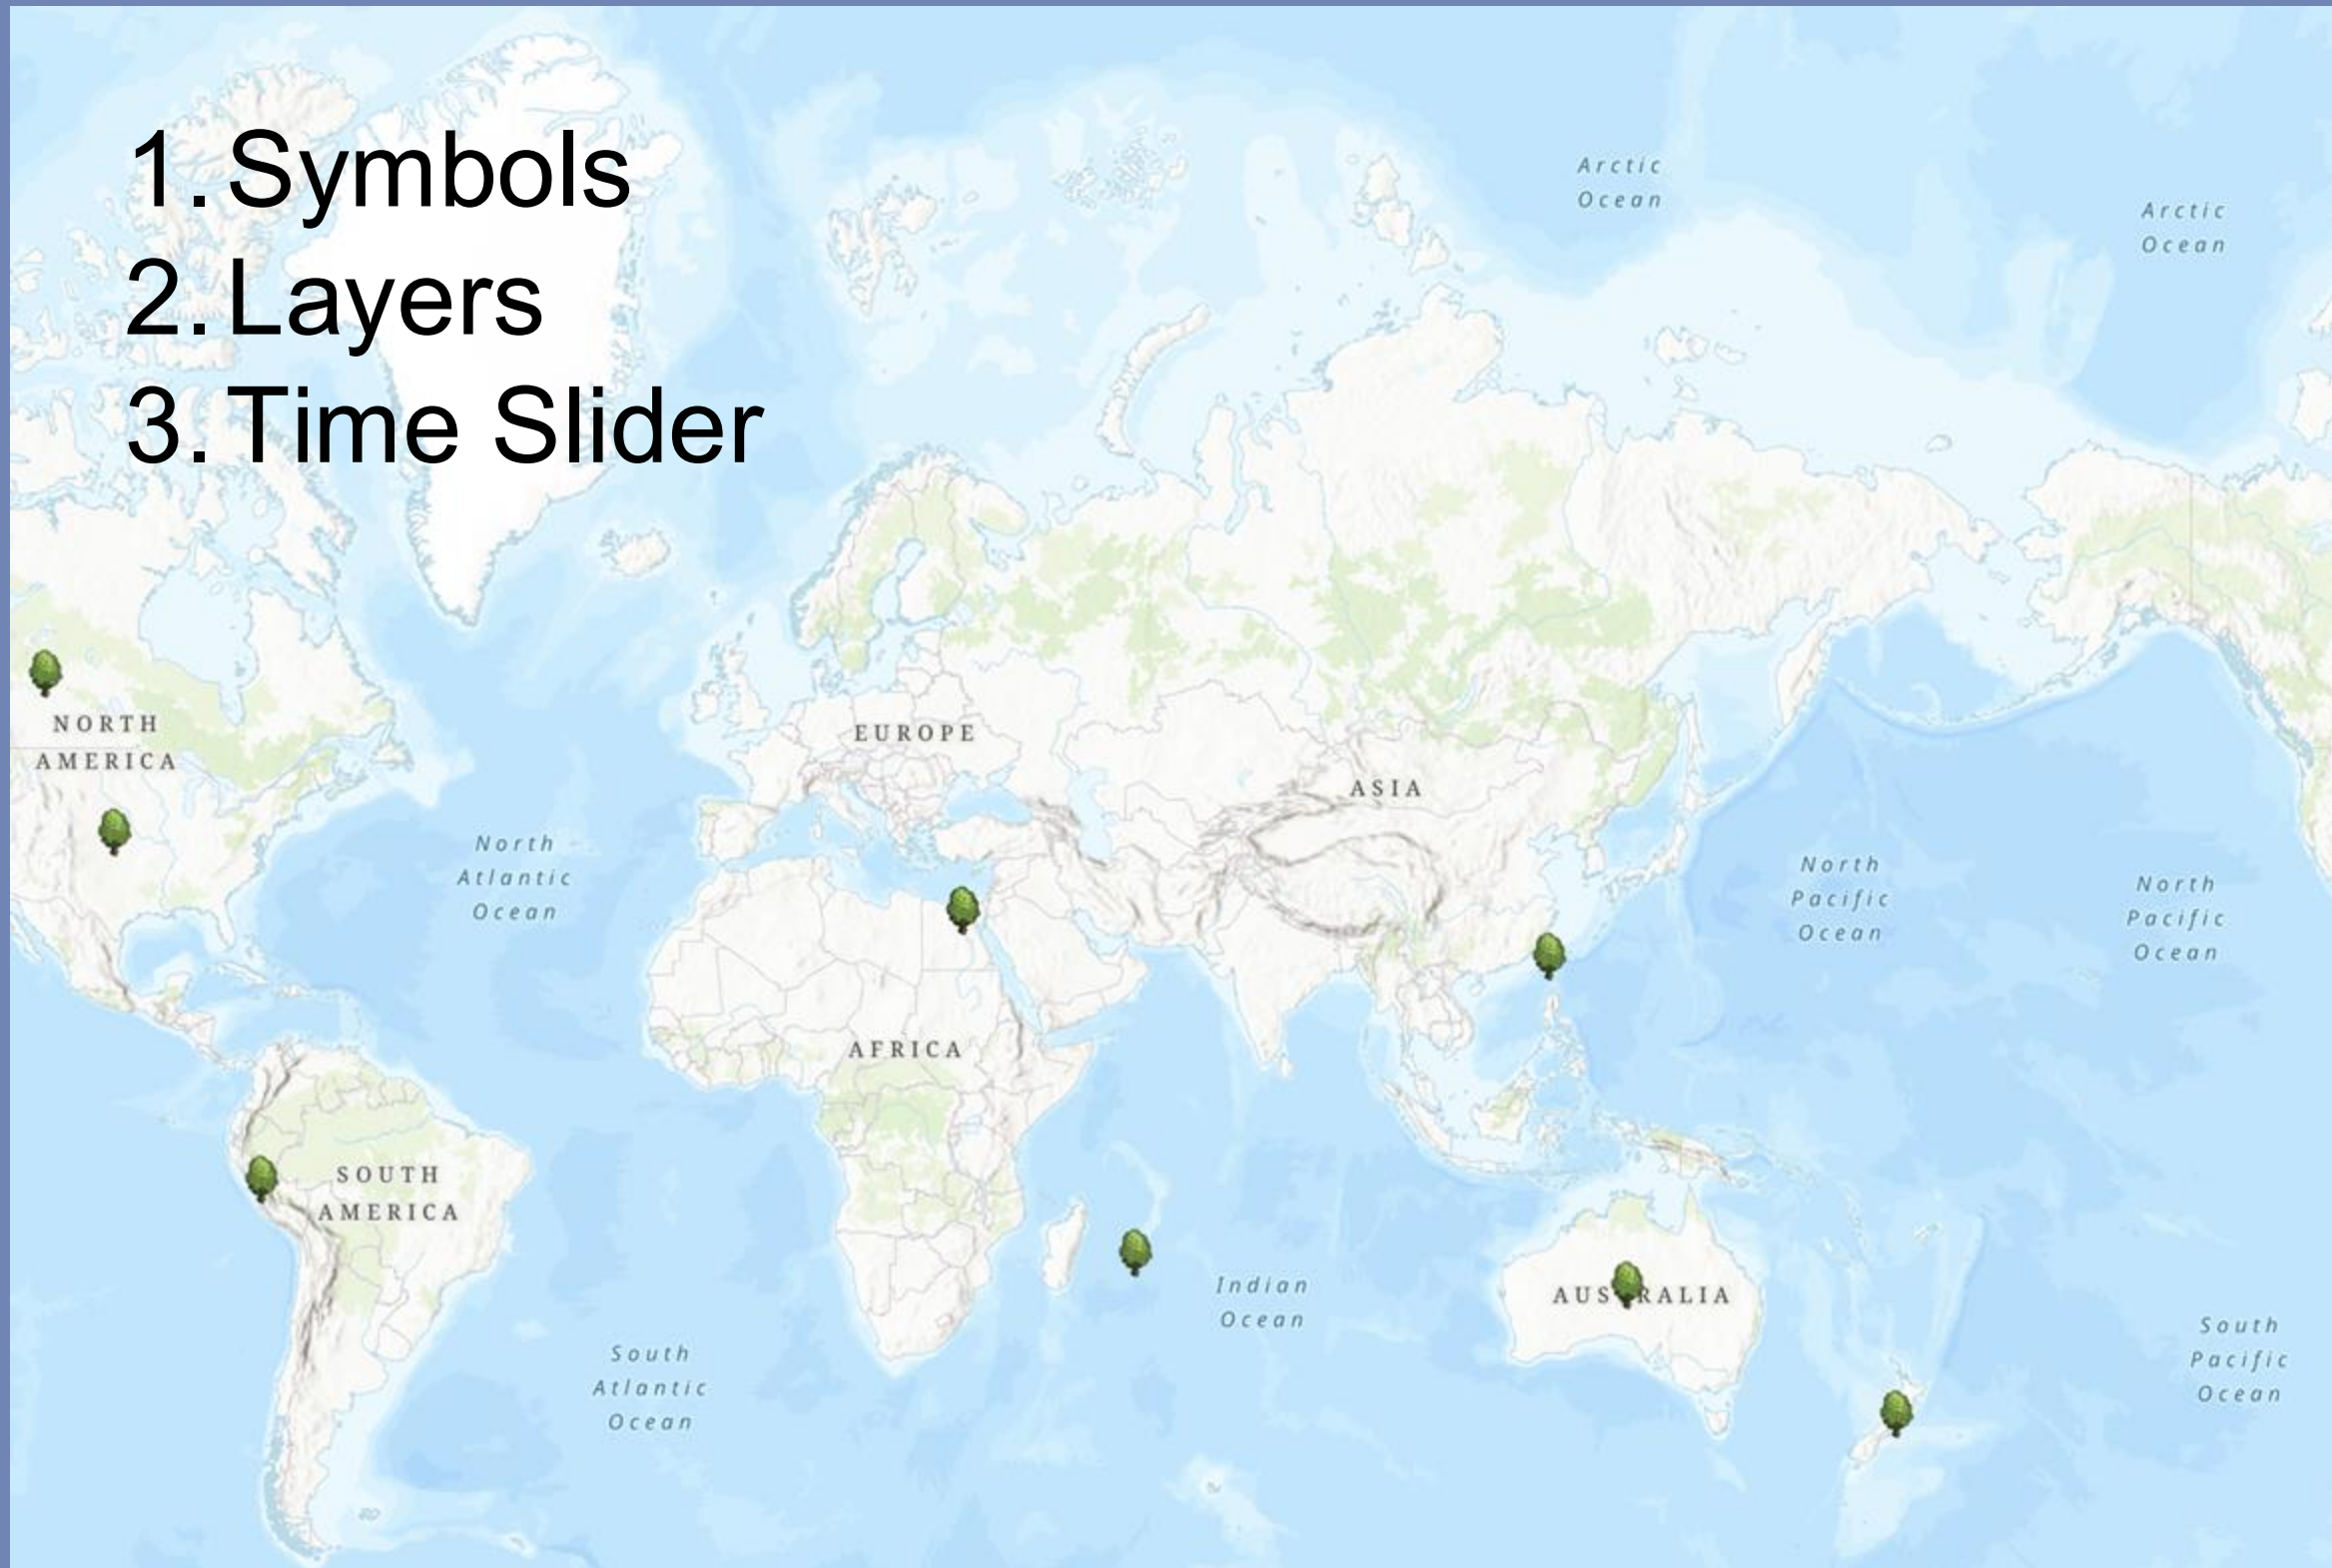 1. Symbols
2. Layers
3. Time Slider
Arctic
Ocean
Arctic
Ocean
NORTH
AMERICA
EUROPE
ASIA
North
Atlantic
Ocean
North
Pacific
Ocean
North
Pacific
Ocean
AFRICA
SOUTH
AMERICA
Indian
Ocean
AUSTRALIA
South
Atlantic
Ocean
South
Pacific
Ocean